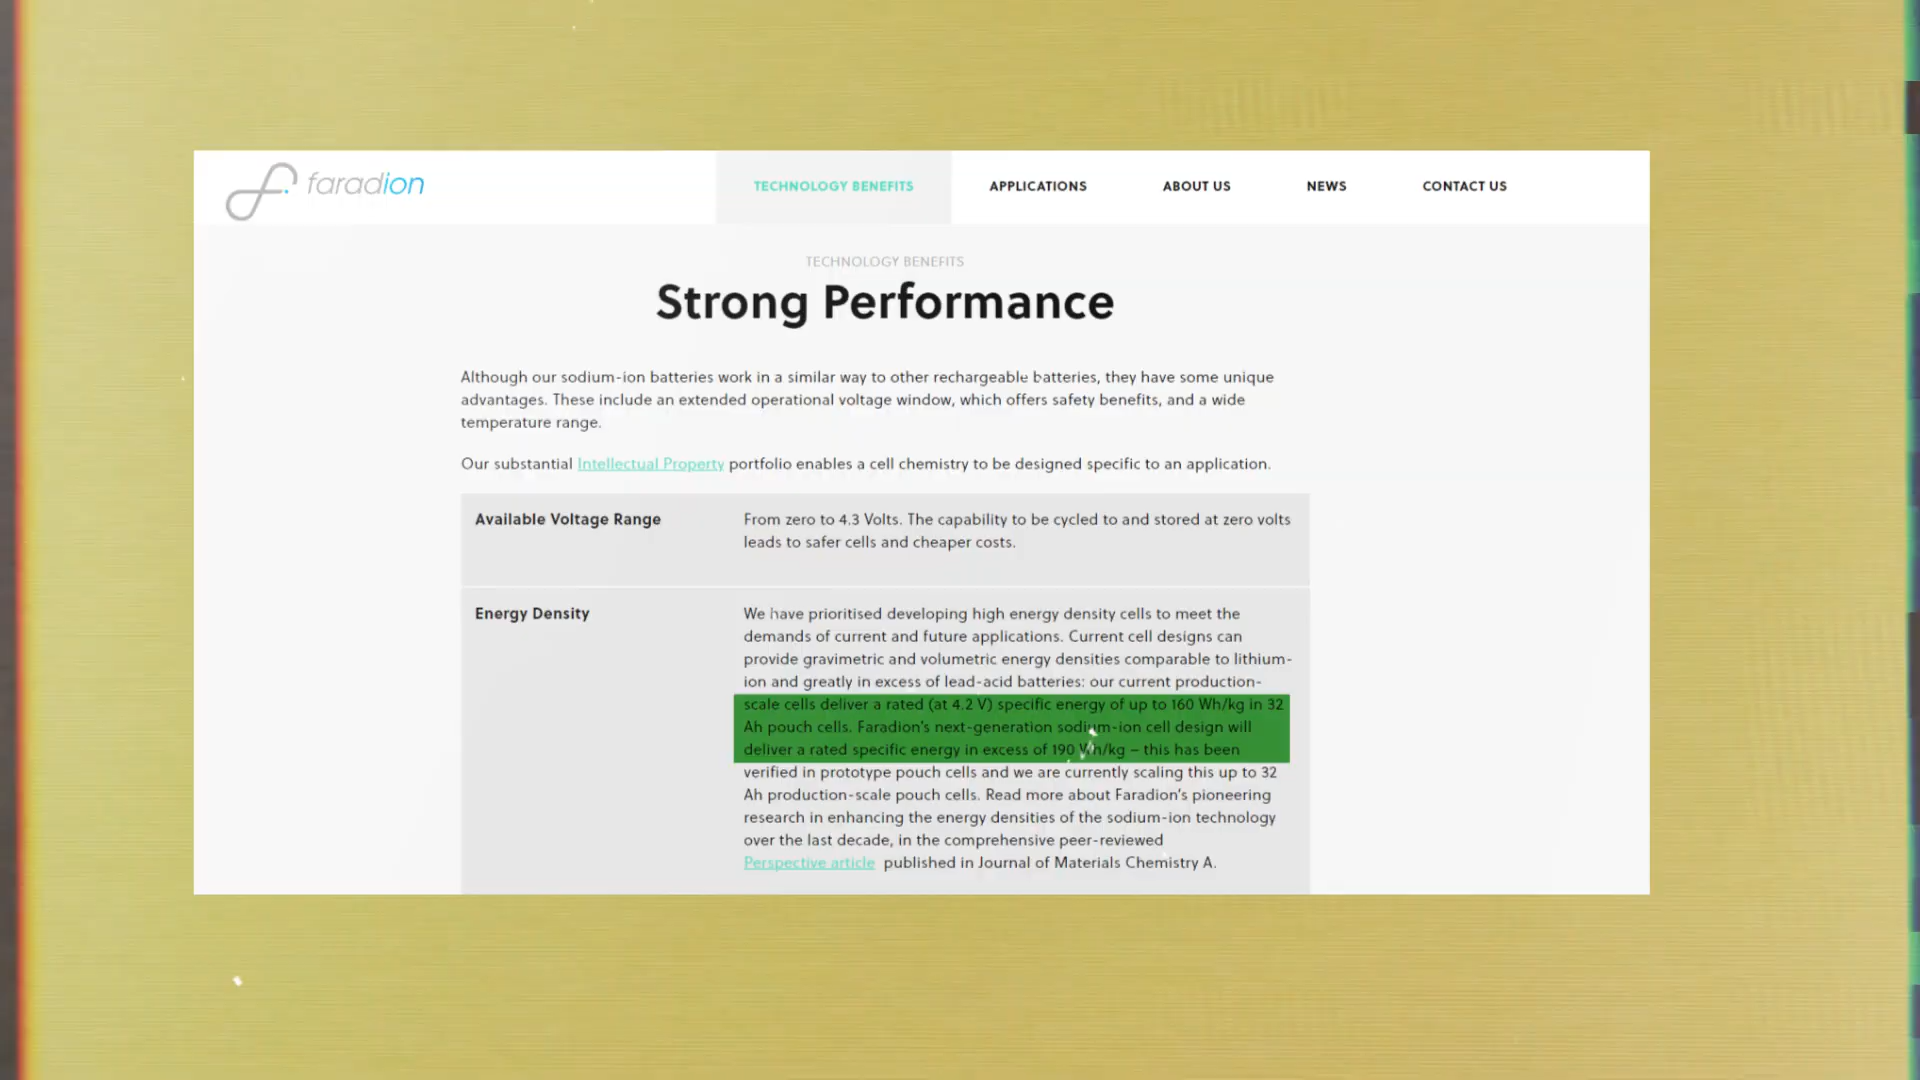 faradion
TECHNOLOGY BENEFITS
APPLICATIONS
ABOUT US
NEWS
CONTACT US
TECHNOLOGY BENEFITS
Strong Performance
Although our sodium-ion batteries work in a similar way to other rechargeable batteries, they have some unique
advantages. These include an extended operational voltage window, which offers safety benefits, and a wide
temperature range.
Our substantial Intellectual Property portfolio enables a cell chemistry to be designed specific to an application.
Available Voltage Range
From zero to 4.3 Volts. The capability to be cycled to and stored at zero volts
leads to safer cells and cheaper costs.
Energy Density
We have prioritised developing high energy density cells to meet the
demands of current and future applications. Current cell designs can
provide gravimetric and volumetric energy densities comparable to lithium-
ion and greatly in excess of lead-acid batteries: our current production-
scale cells deliver a rated (at 4.2 V) specific energy of up to 160 Wh/kg in 32
Ah pouch cells. Faradion's next-generation sodium-ion cell design will
deliver a rated specific energy in excess of 190 Wh/kg – this has been
verified in prototype pouch cells and we are currently scaling this up to 32
Ah production-scale pouch cells. Read more about Faradion's pioneering
research in enhancing the energy densities of the sodium-ion technology
over the last decade, in the comprehensive peer-reviewed
Perspective article published in Journal of Materials Chemistry A.